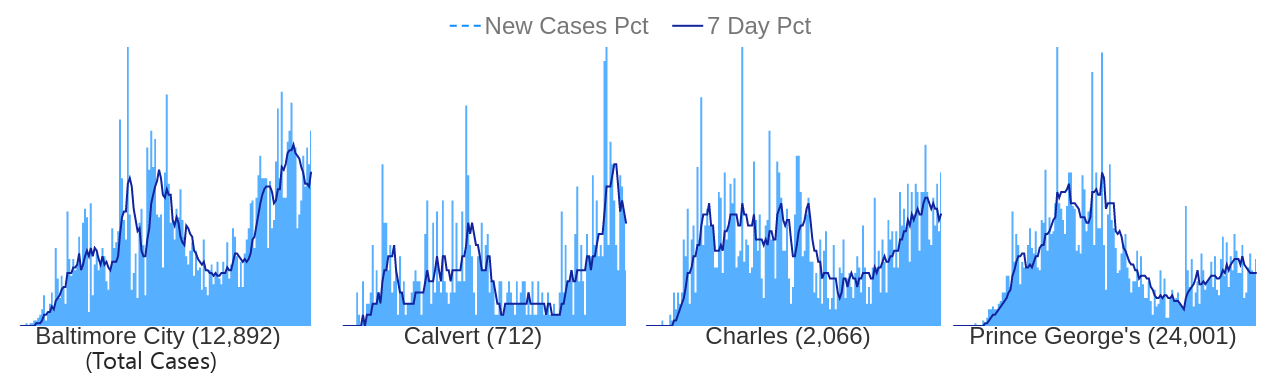 New Cases Pct 7 Day Pct
Baltimore City (12,892) Calvert (712) Charles (2,066) Prince George's (24,001)
(Total Cases)